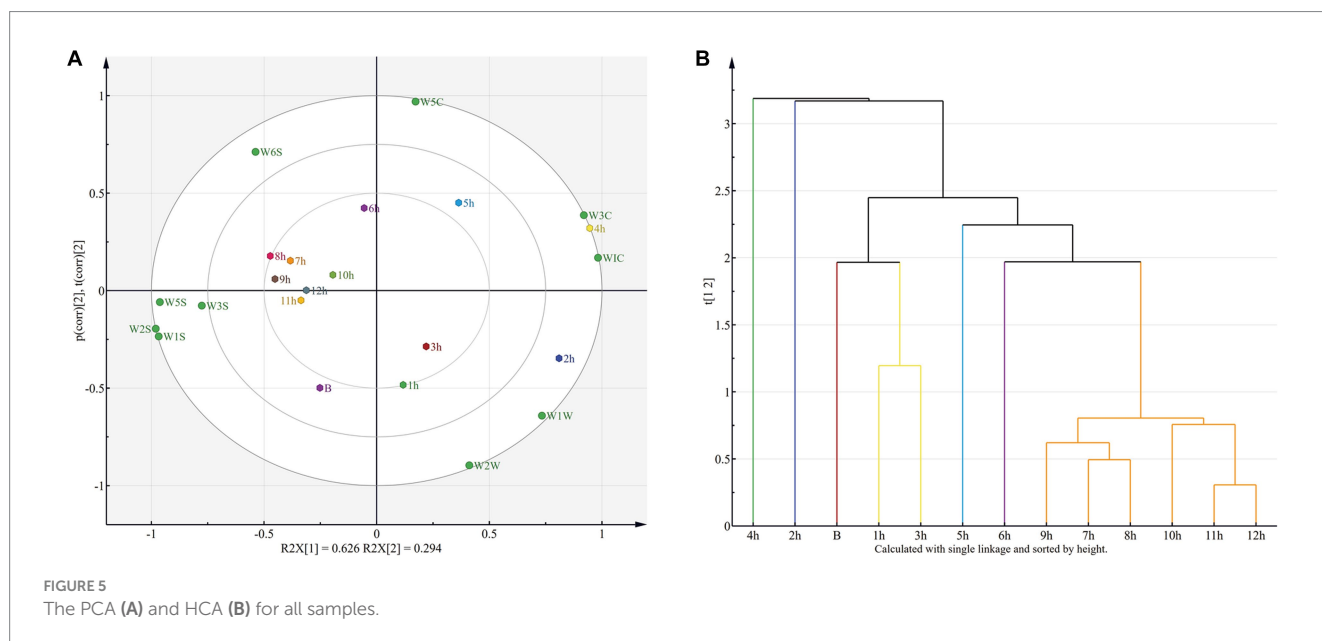 A
B
p(corr)[2], t(corr)[2]
1
0.5
0
-0.5
-1
W5C
W6S
6h
5h
W3C
4h
WIC
8h
7h
9h
10h
12h
11h
W5S
W3S
W2S
W1S
3h
2h
B
1h
W1W
W2W
-1 -0.5 0 0.5 1
R2X[1] = 0.626 R2X[2] = 0.294
t[1 2]
3
2.5
2
1.5
1
0.5
0
4h 2h B 1h 3h 5h 6h 9h 7h 8h 10h 11h 12h
Calculated with single linkage and sorted by height.
FIGURE 5
The PCA (A) and HCA (B) for all samples.